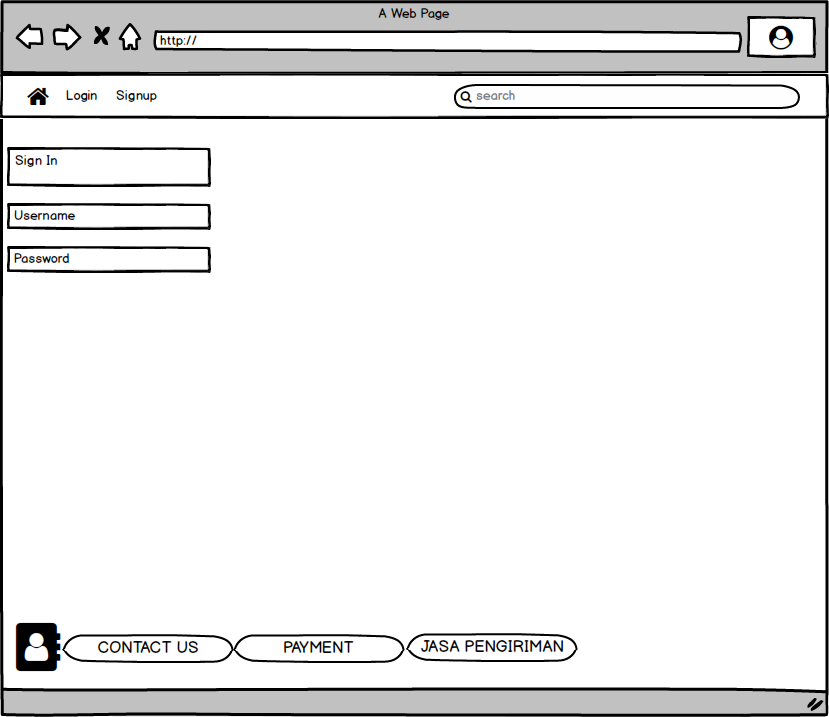 A Web Page
http://
Login Signup search
Sign In
Username
Password
CONTACT US PAYMENT JASA PENGIRIMAN